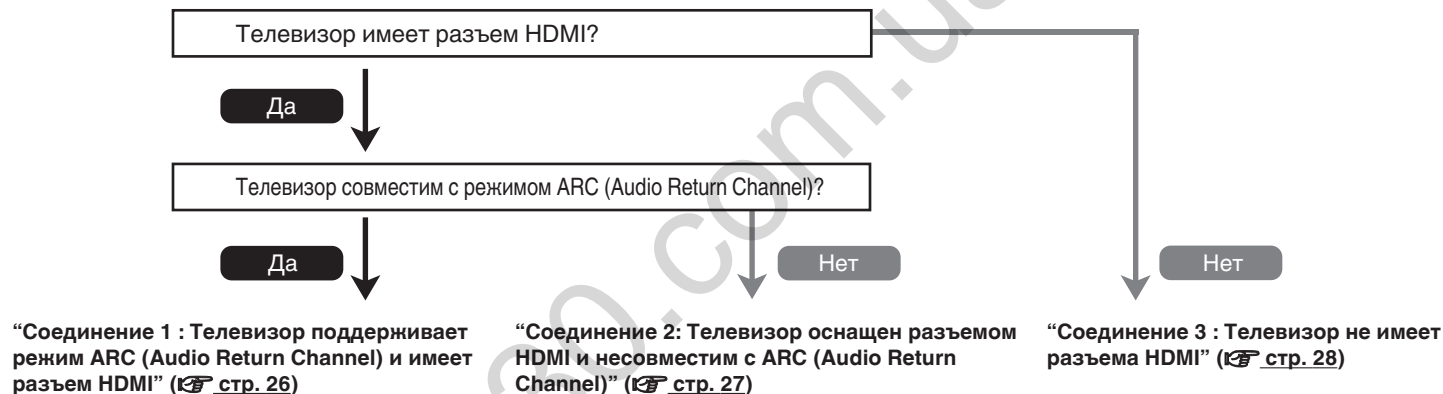 Телевизор имеет разъем HDMI?
Да
Телевизор совместим с режимом ARC (Audio Return Channel)?
Да
Нет
Нет
“Соединение 1 : Телевизор поддерживает
режим ARC (Audio Return Channel) и имеет
разъем HDMI” (☞ стр. 26)
“Соединение 2: Телевизор оснащен разъемом
HDMI и несовместим с ARC (Audio Return
Channel)” (☞ стр. 27)
“Соединение 3 : Телевизор не имеет
разъема HDMI” (☞ стр. 28)